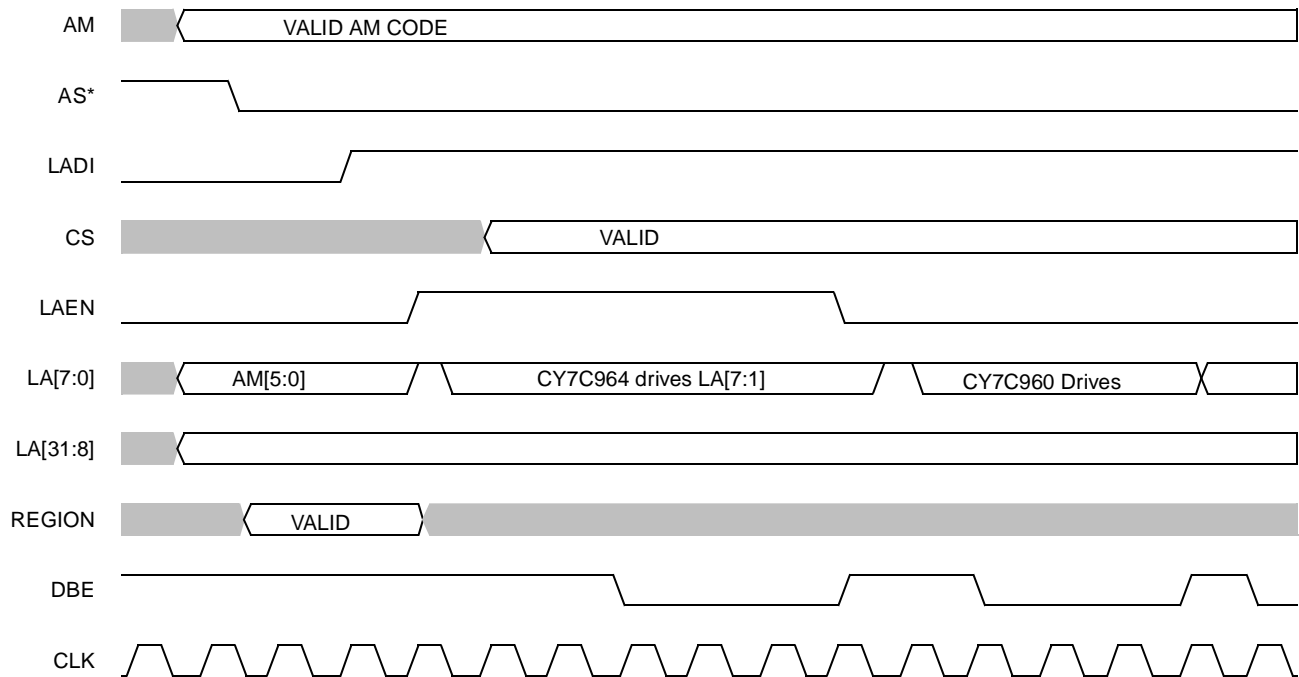 AM VALID AM CODE
AS*
LADI
CS VALID
LAEN
LA[7:0] AM[5:0] CY7C964 drives LA[7:1] CY7C960 Drives
LA[31:8]
REGION VALID
DBE
CLK